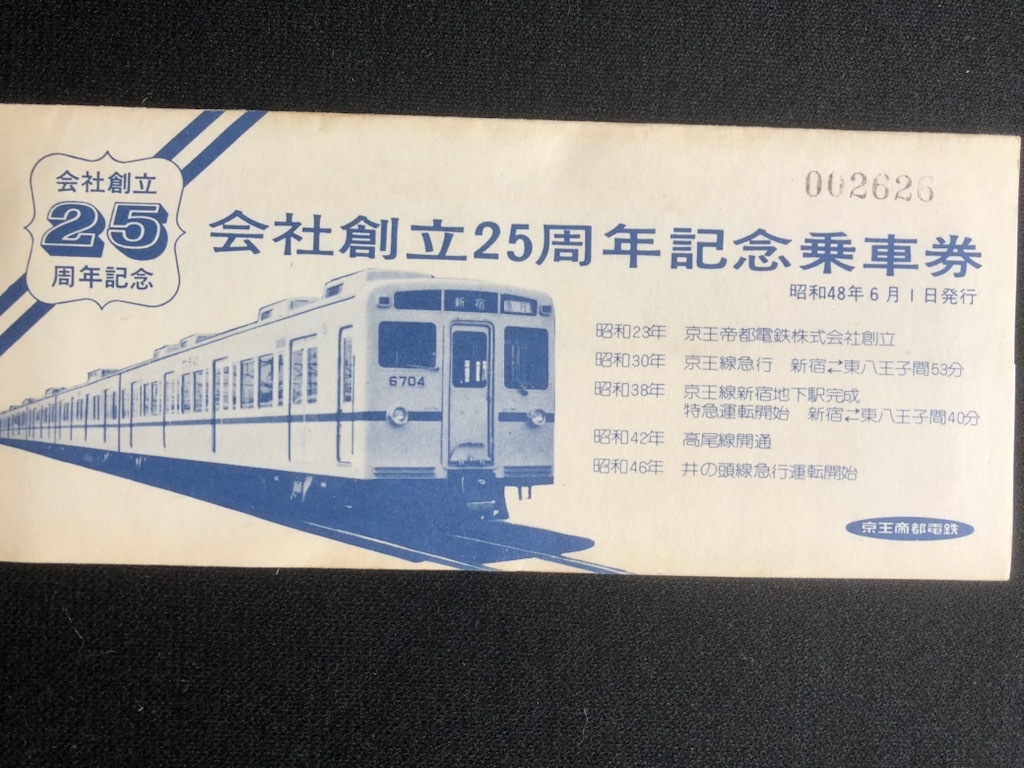 会社創立
25
周年記念
002626
会社創立25周年記念乗車券
昭和48年6月1日発行
新宿
6704
昭和23年 京王帝都電鉄株式会社創立
昭和30年 京王線急行 新宿⇄東八王子間53分
昭和38年 京王線新宿地下駅完成
特急運転開始 新宿⇄東八王子間40分
昭和42年 高尾線開通
昭和46年 井の頭線急行運転開始
京王帝都電鉄